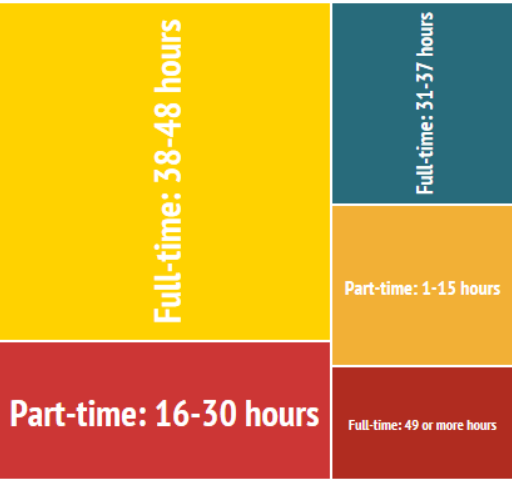 Full-time: 38-48 hours
Full-time: 31-37 hours
Part-time: 1-15 hours
Part-time: 16-30 hours
Full-time: 49 or more hours